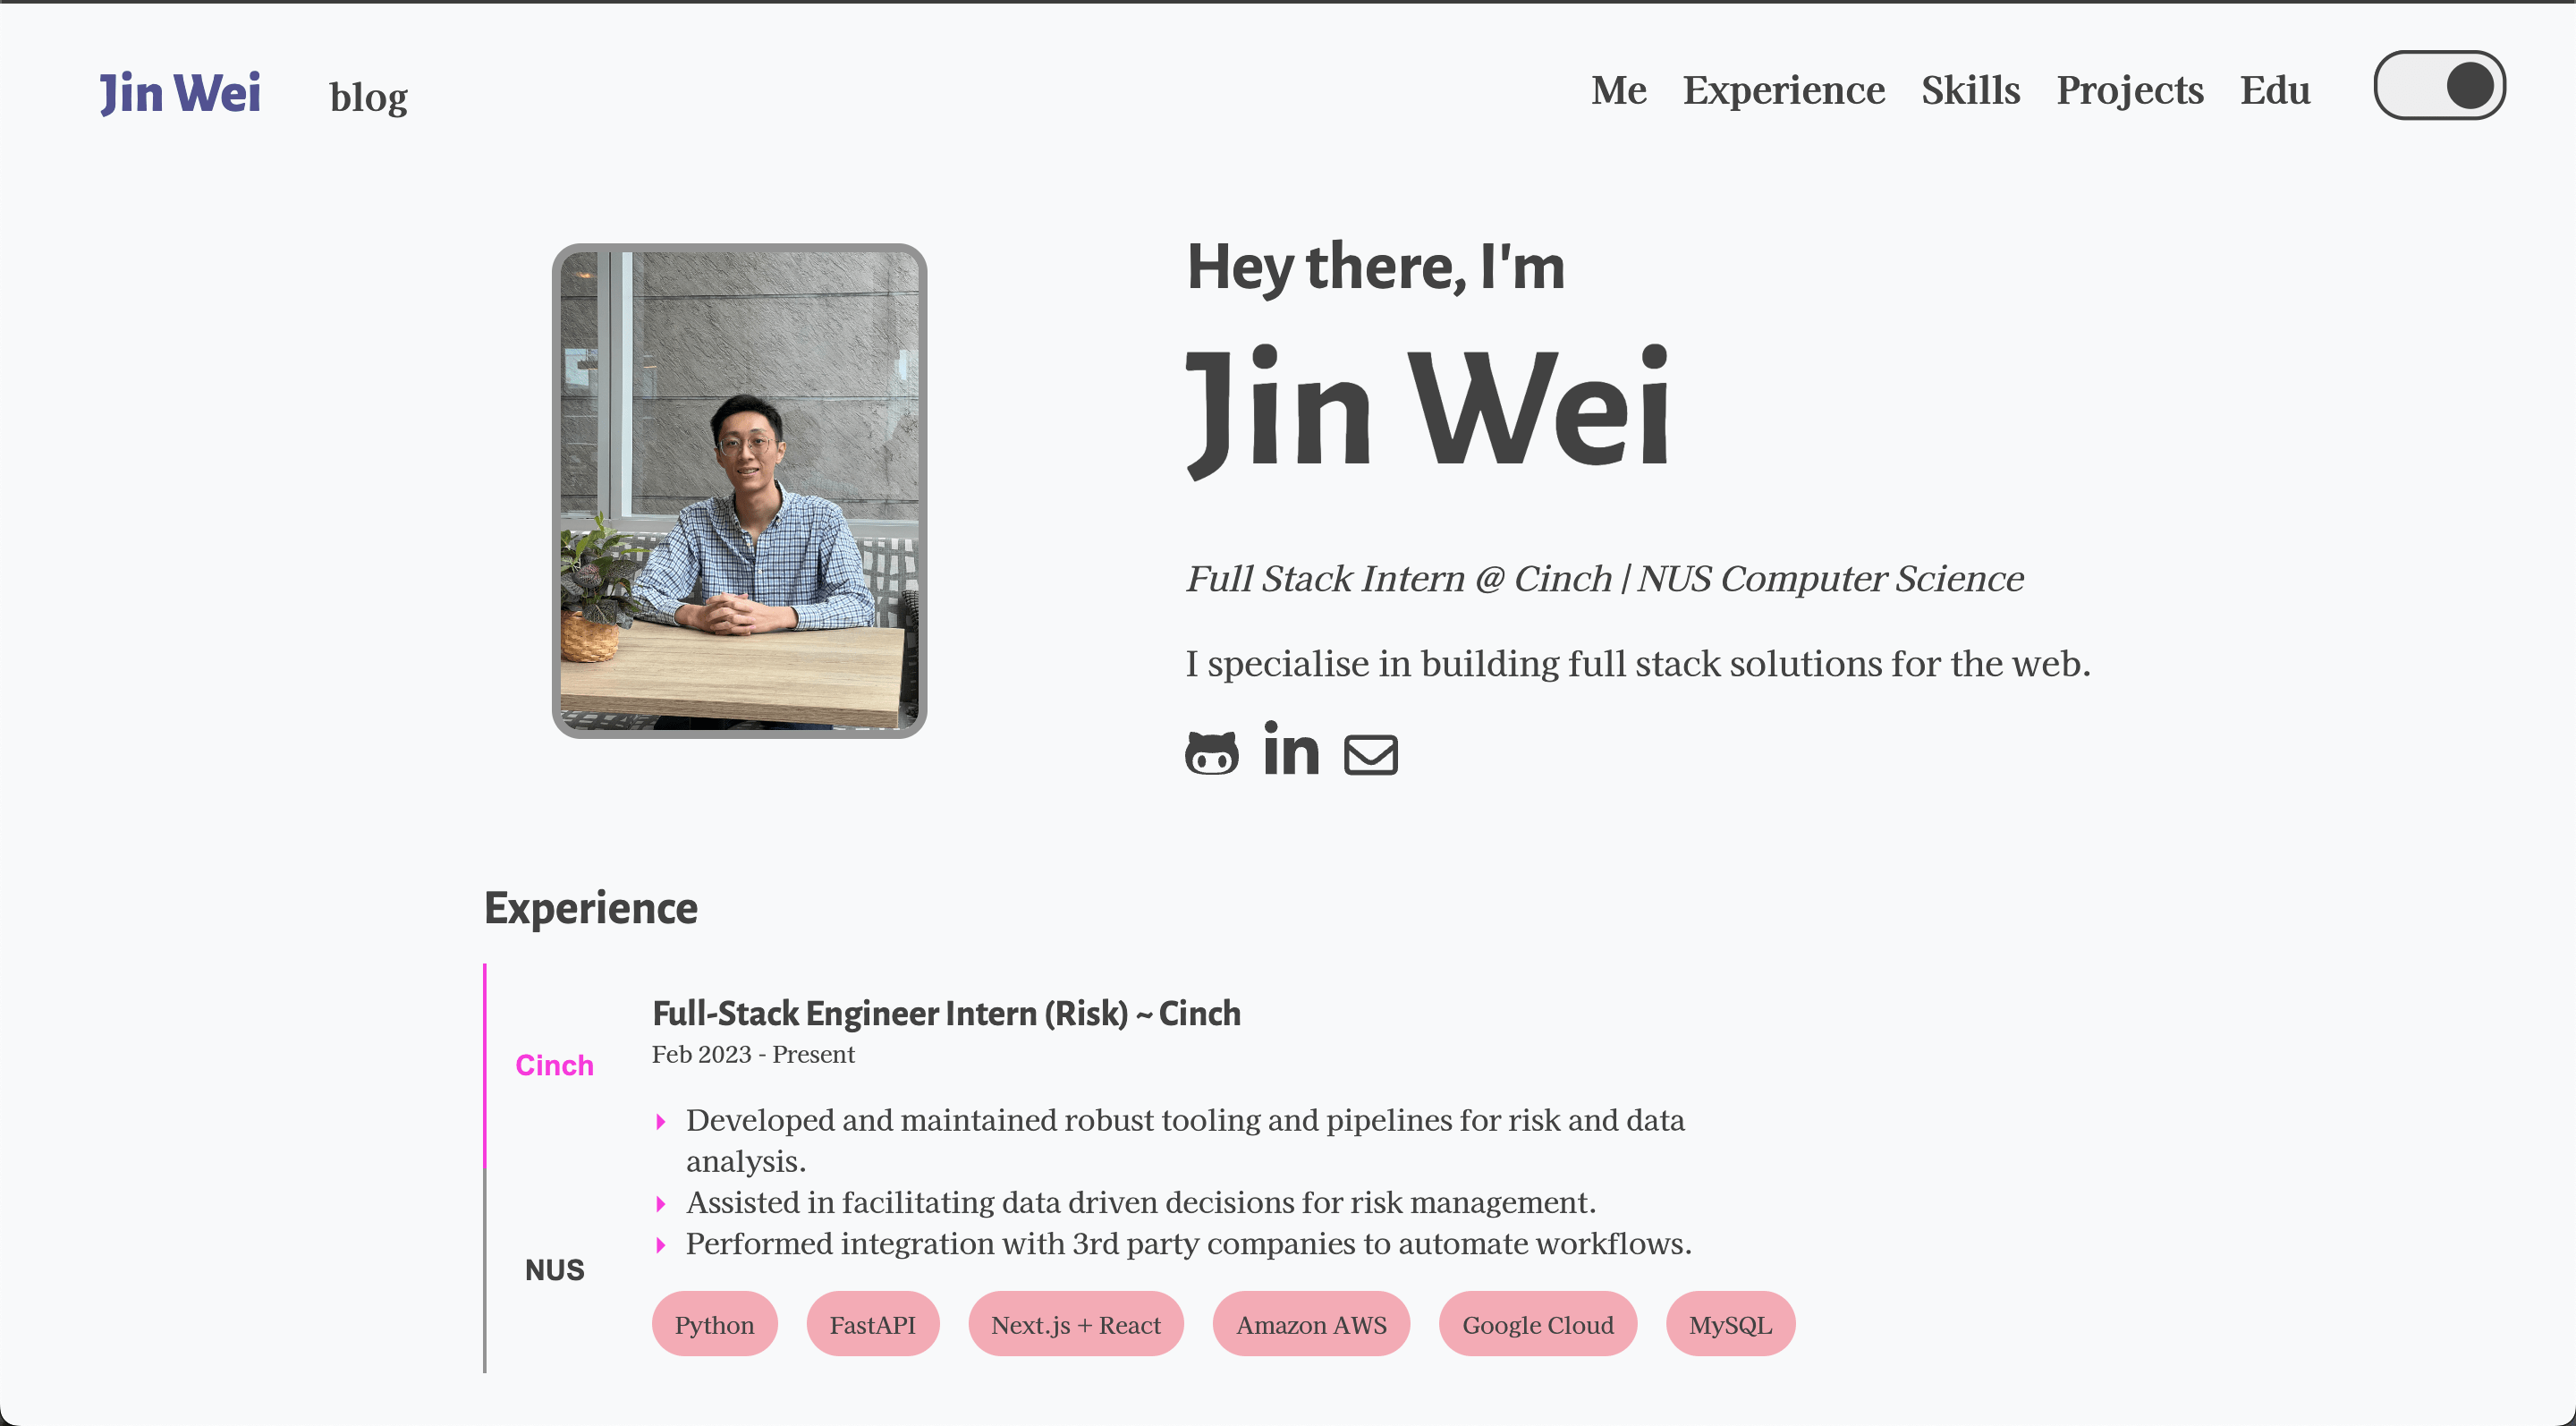 Jin Wei
blog
Me
Experience
Skills
Projects
Edu
Hey there, I'm
Jin Wei
Full Stack Intern @ Cinch | NUS Computer Science
I specialise in building full stack solutions for the web.
in
Experience
Cinch
NUS
Full-Stack Engineer Intern (Risk) ~ Cinch
Feb 2023 - Present
Developed and maintained robust tooling and pipelines for risk and data
analysis.
Assisted in facilitating data driven decisions for risk management.
Performed integration with 3rd party companies to automate workflows.
Python
FastAPI
Next.js + React
Amazon AWS
Google Cloud
MySQL